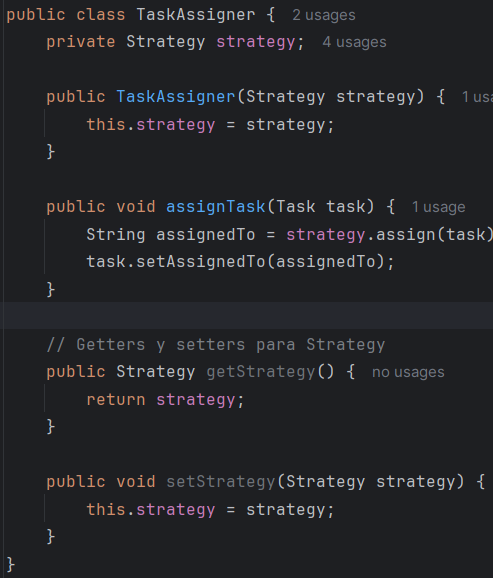 public class TaskAssigner {  2 usages
    private Strategy strategy;  4 usages
    public TaskAssigner(Strategy strategy) {  1
        this.strategy = strategy;
    }
    public void assignTask(Task task) {  1 usage
        String assignedTo = strategy.assign(task)
        task.setAssignedTo(assignedTo);
    }
    // Getters y setters para Strategy
    public Strategy getStrategy() {  no usages
        return strategy;
    }
    public void setStrategy(Strategy strategy) {
        this.strategy = strategy;
    }
}